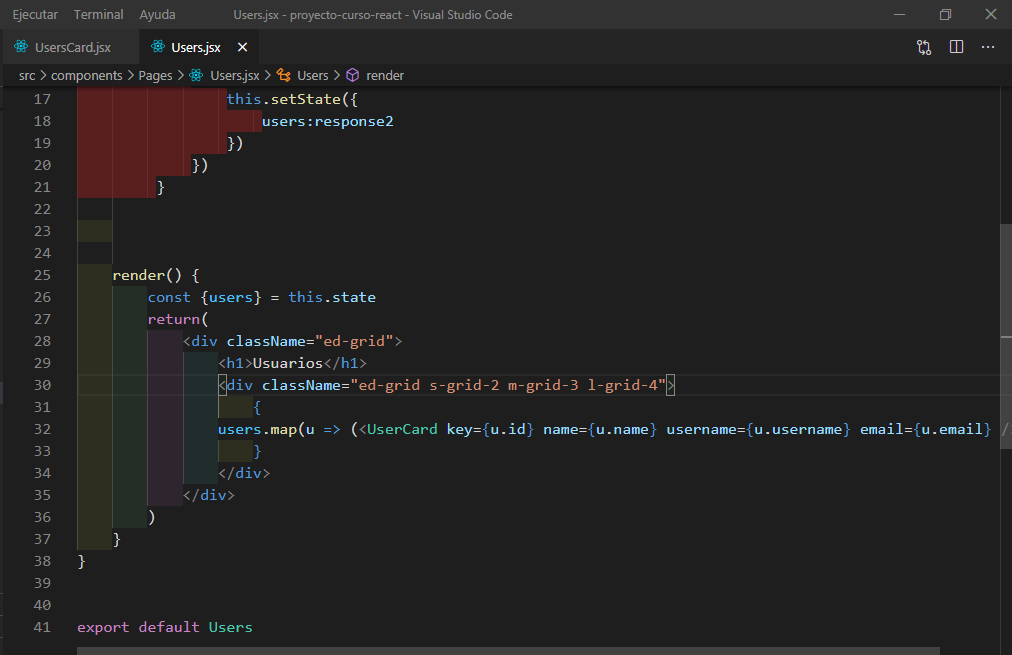 Ejecutar Terminal Ayuda Users.jsx - proyecto-curso-react - Visual Studio Code
UsersCard.jsx Users.jsx
src > components > Pages > Users.jsx > Users > render
17 this.setState({
18 users:response2
19 })
20 })
21 }
22
23
24
25 render() {
26 const {users} = this.state
27 return(
28 <div className="ed-grid">
29 <h1>Usuarios</h1>
30 <div className="ed-grid s-grid-2 m-grid-3 l-grid-4">
31 {
32 users.map(u => (<UserCard key={u.id} name={u.name} username={u.username} email={u.email} /
33 }
34 </div>
35 </div>
36 )
37 }
38 }
39
40
41 export default Users